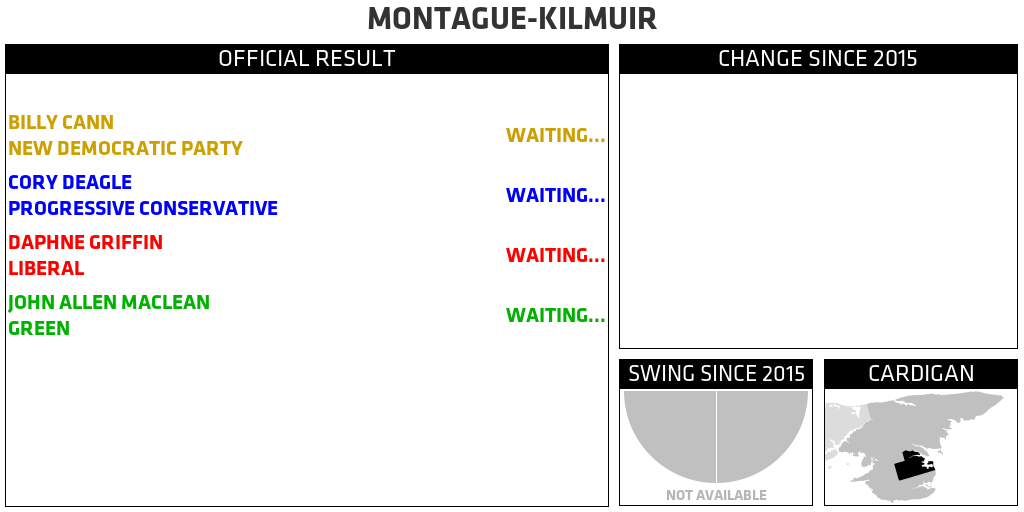 MONTAGUE-KILMUIR
OFFICIAL RESULT
BILLY CANN
NEW DEMOCRATIC PARTY
WAITING...
CORY DEAGLE
PROGRESSIVE CONSERVATIVE
WAITING...
DAPHNE GRIFFIN
LIBERAL
WAITING...
JOHN ALLEN MACLEAN
GREEN
WAITING...
CHANGE SINCE 2015
SWING SINCE 2015
NOT AVAILABLE
CARDIGAN